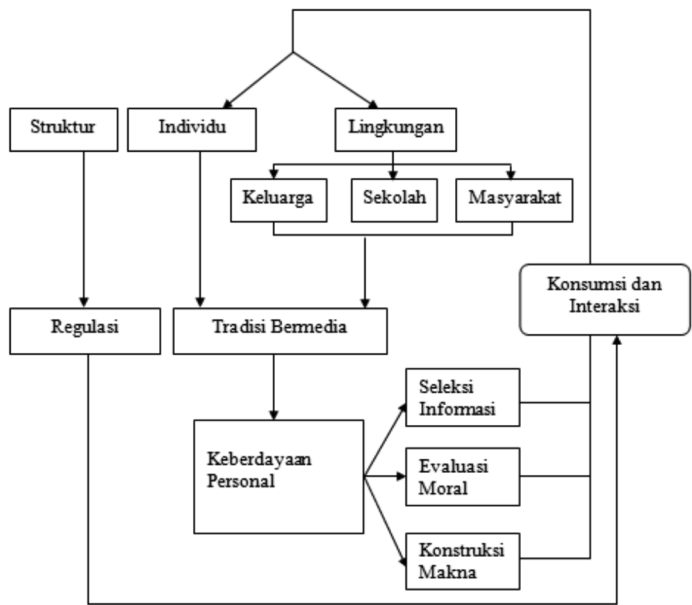 Struktur
Individu
Lingkungan
Keluarga
Sekolah
Masyarakat
Konsumsi dan
Interaksi
Regulasi
Tradisi Bermedia
Seleksi
Informasi
Keberdayaan
Personal
Evaluasi
Moral
Konstruksi
Makna